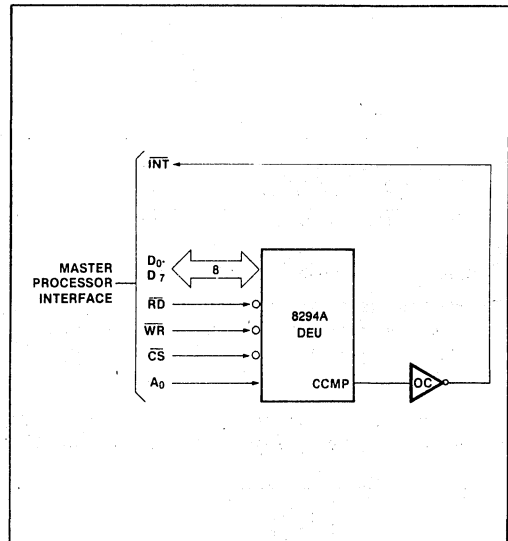 INT
MASTER
PROCESSOR
INTERFACE
D0-
D7
8
RD
WR
CS
A0
8294A
DEU
CCMP
OC